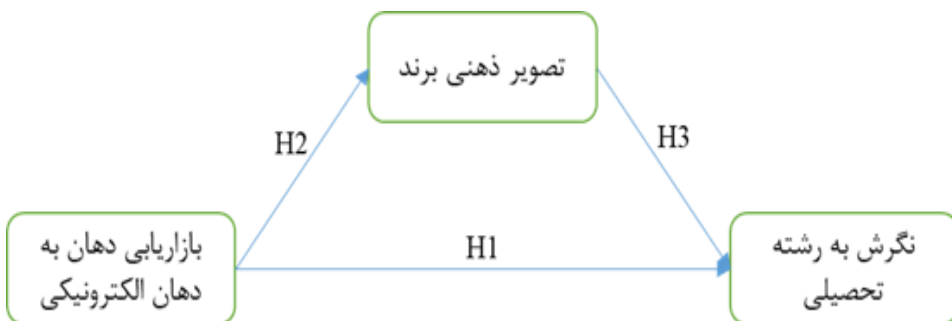 تصویر ذهنی برند
H2
H3
بازاریابی دهان به
دهان الکترونیکی
H1
نگرش به رشته
تحصیلی